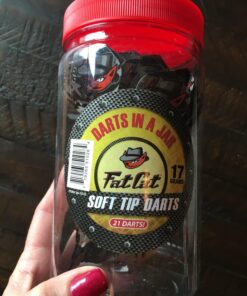 DARTS IN A JAR
Fat Cat
17
GRAMS
SOFT TIP DARTS
21 DARTS!